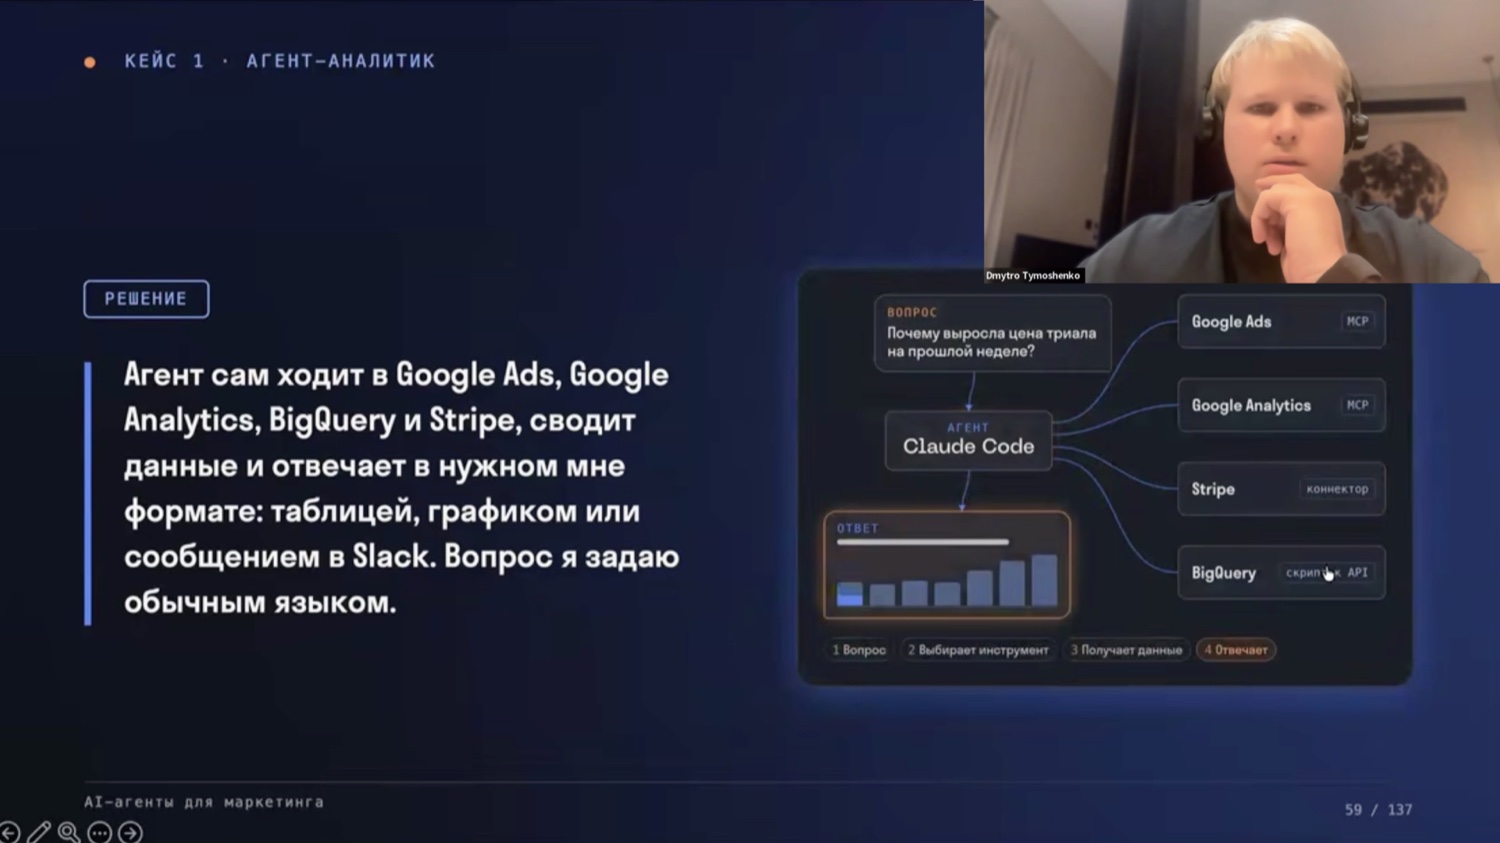 КЕЙС 1 · АГЕНТ-АНАЛИТИК
Dmytro Tymoshenko
РЕШЕНИЕ
Агент сам ходит в Google Ads, Google
Analytics, BigQuery и Stripe, сводит
данные и отвечает в нужном мне
формате: таблицей, графиком или
сообщением в Slack. Вопрос я задаю
обычным языком.
ВОПРОС
Почему выросла цена триала
на прошлой неделе?
АГЕНТ
Claude Code
ОТВЕТ
Google Ads MCP
Google Analytics MCP
Stripe коннектор
BigQuery API
1 Вопрос 2 Выбирает инструмент 3 Получает данные 4 Отвечает
AI-агенты для маркетинга
59 / 137